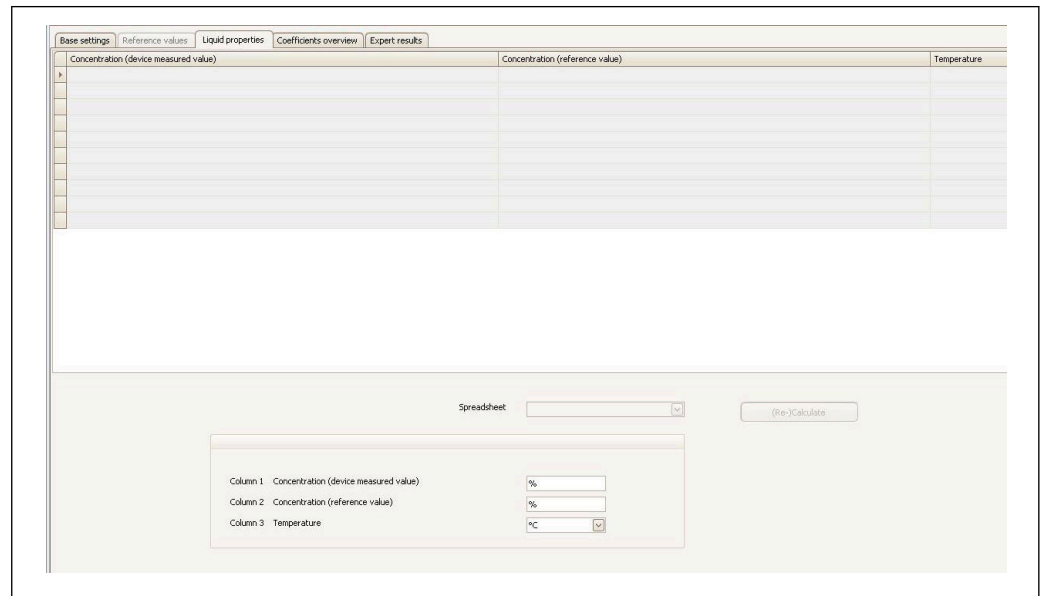 Base settings Reference values Liquid properties Coefficients overview Expert results
Concentration (device measured value) Concentration (reference value) Temperature
Spreadsheet (Re-)Calculate
Column 1 Concentration (device measured value) %
Column 2 Concentration (reference value) %
Column 3 Temperature °C